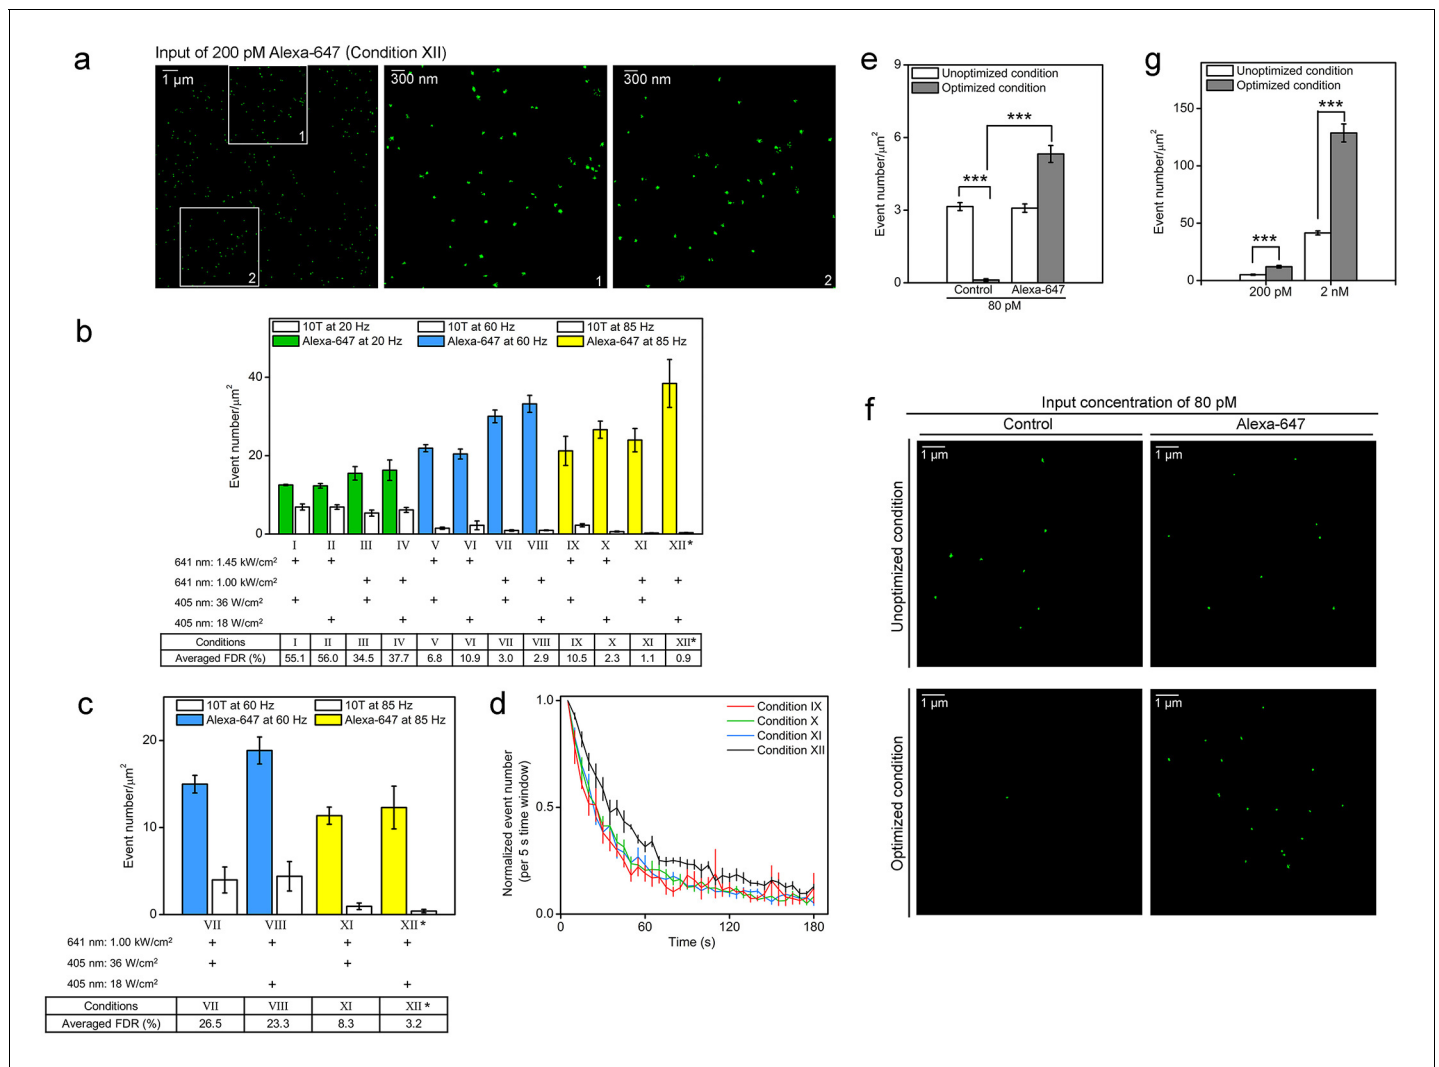 a
Input of 200 pM Alexa-647 (Condition XII)
1 µm
1
2
300 nm
1
300 nm
2
b
10T at 20 Hz
10T at 60 Hz
10T at 85 Hz
Alexa-647 at 20 Hz
Alexa-647 at 60 Hz
Alexa-647 at 85 Hz
Event number/µm²
40
20
0
I II III IV V VI VII VIII IX X XI XII*
641 nm: 1.45 kW/cm² + + + + + +
641 nm: 1.00 kW/cm² + + + + + +
405 nm: 36 W/cm² + + + + + +
405 nm: 18 W/cm² + + + + + +
Conditions I II III IV V VI VII VIII IX X XI XII*
Averaged FDR (%) 55.1 56.0 34.5 37.7 6.8 10.9 3.0 2.9 10.5 2.3 1.1 0.9
c
10T at 60 Hz
10T at 85 Hz
Alexa-647 at 60 Hz
Alexa-647 at 85 Hz
Event number/µm²
20
10
0
VII VIII XI XII*
641 nm: 1.00 kW/cm² + + + +
405 nm: 36 W/cm² + +
405 nm: 18 W/cm² + +
Conditions VII VIII XI XII*
Averaged FDR (%) 26.5 23.3 8.3 3.2
d
Normalized event number
(per 5 s time window)
1.0
0.5
0.0
Condition IX
Condition X
Condition XI
Condition XII
0 60 120 180
Time (s)
e
Unoptimized condition
Optimized condition
Event number/µm²
9
6
3
0
***
***
Control Alexa-647
80 pM
g
Unoptimized condition
Optimized condition
Event number/µm²
150
100
50
0
***
***
200 pM 2 nM
f
Input concentration of 80 pM
Control
Alexa-647
Unoptimized condition
1 µm
1 µm
Optimized condition
1 µm
1 µm